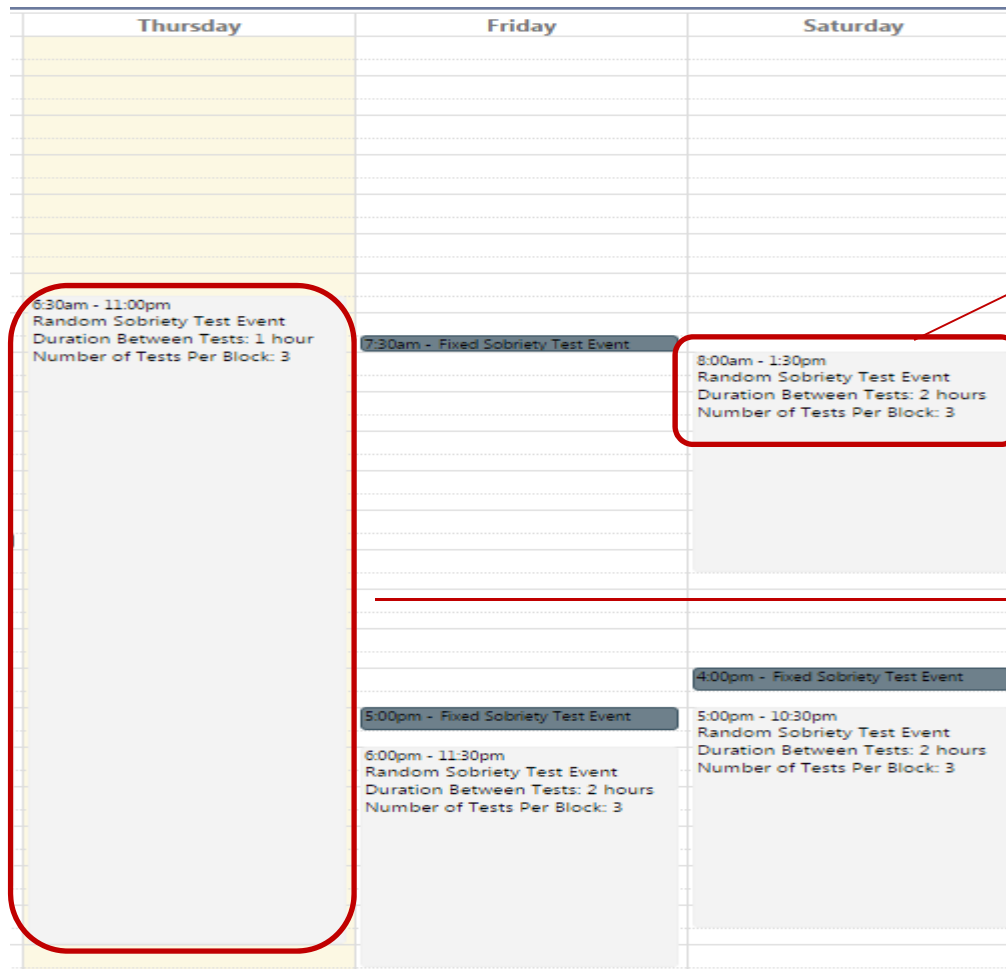 Thursday
Friday
Saturday
6:30am - 11:00pm
Random Sobriety Test Event
Duration Between Tests: 1 hour
Number of Tests Per Block: 3
7:30am - Fixed Sobriety Test Event
5:00pm - Fixed Sobriety Test Event
6:00pm - 11:30pm
Random Sobriety Test Event
Duration Between Tests: 2 hours
Number of Tests Per Block: 3
8:00am - 1:30pm
Random Sobriety Test Event
Duration Between Tests: 2 hours
Number of Tests Per Block: 3
4:00pm - Fixed Sobriety Test Event
5:00pm - 10:30pm
Random Sobriety Test Event
Duration Between Tests: 2 hours
Number of Tests Per Block: 3